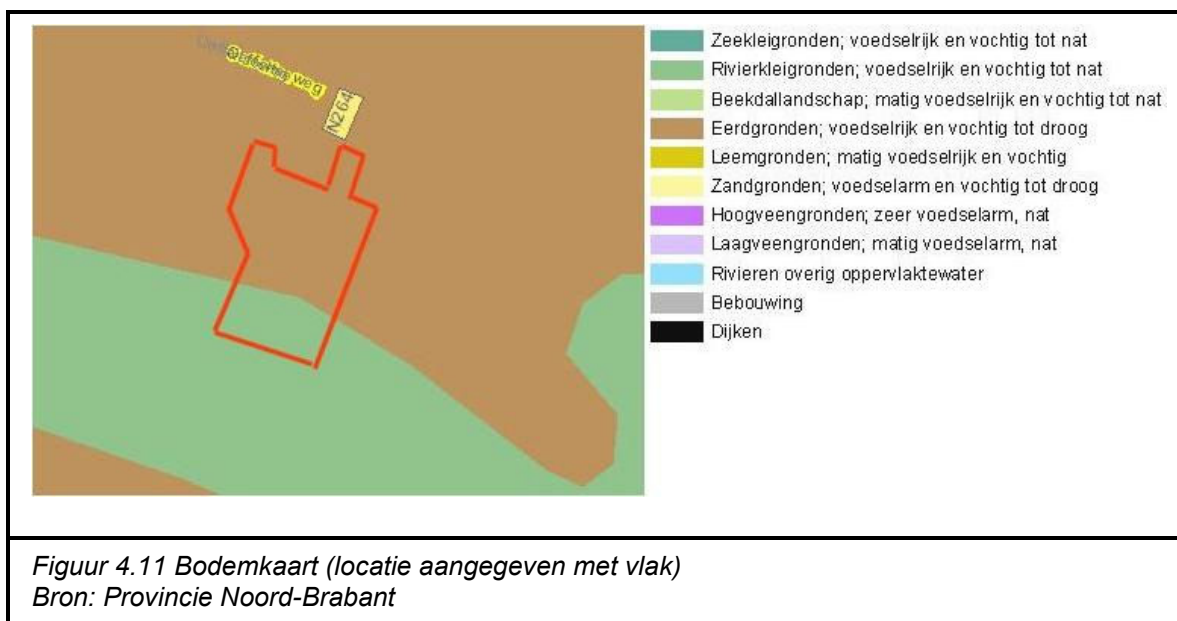 weg
N264
Zeekleigronden; voedselrijk en vochtig tot nat
Rivierkleigronden; voedselrijk en vochtig tot nat
Beekdallandschap; matig voedselrijk en vochtig tot nat
Eerdgronden; voedselrijk en vochtig tot droog
Leemgronden; matig voedselrijk en vochtig
Zandgronden; voedselarm en vochtig tot droog
Hoogveengronden; zeer voedselarm, nat
Laagveengronden; matig voedselarm, nat
Rivieren overig oppervlaktewater
Bebouwing
Dijken
Figuur 4.11 Bodemkaart (locatie aangegeven met vlak)
Bron: Provincie Noord-Brabant